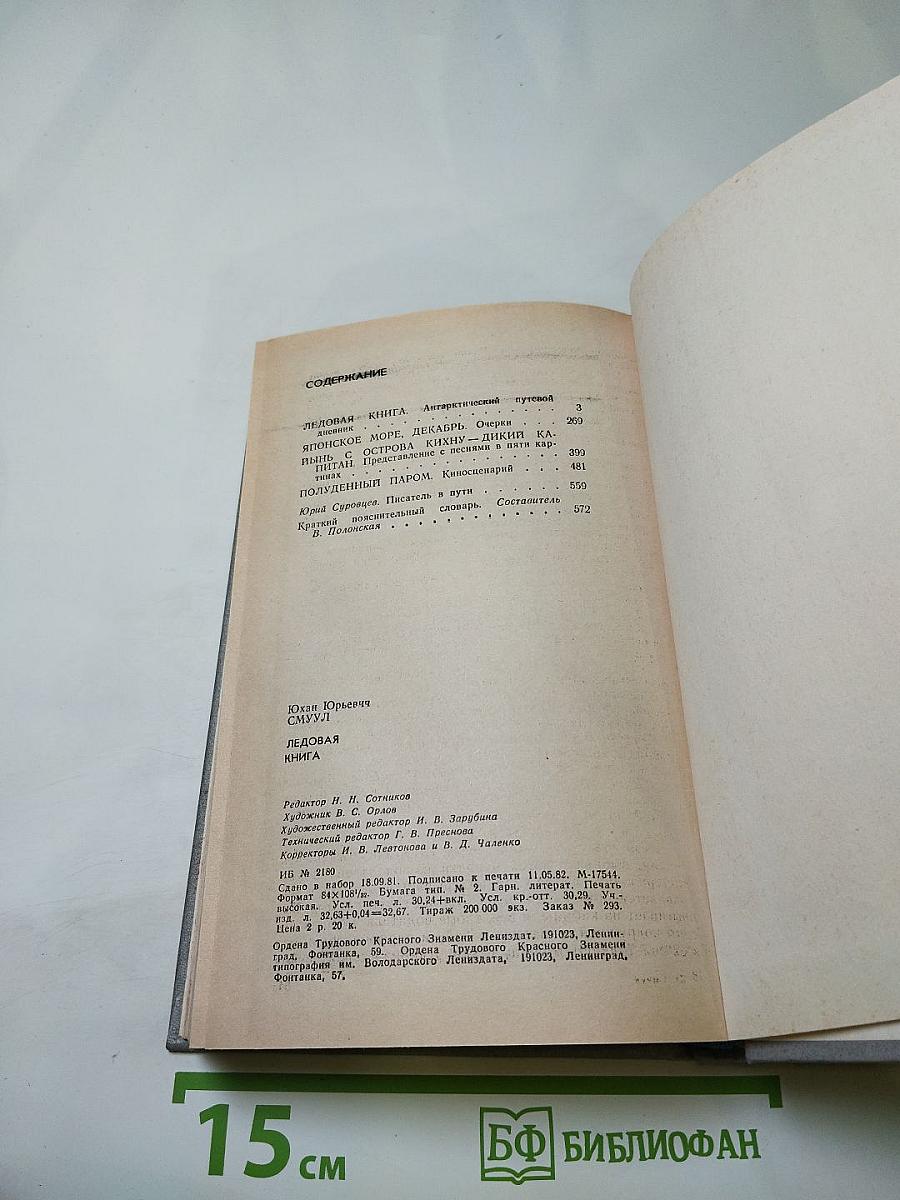 СОДЕРЖАНИЕ
ЛЕДОВАЯ КНИГА. Антарктический путевой
дневник . . . . . . . . . . . . . . . 3
ЯПОНСКОЕ МОРЕ, ДЕКАБРЬ. Очерки . . . 269
ЙЫНЬ С ОСТРОВА КИХНУ — ДИКИЙ КА-
ПИТАН. Представление с песнями в пяти кар-
тинах . . . . . . . . . . . . . . . 399
ПОЛУДЕННЫЙ ПАРОМ. Киносценарий . . . 481
Юрий Суровцев. Писатель в пути . . . . . . 559
Краткий пояснительный словарь. Составитель
В. Полонская . . . . . . . . . . . . . 572
Юхан Юрьевчч
СМУУЛ
ЛЕДОВАЯ
КНИГА
Редактор Н. Н. Сотников
Художник В. С. Орлов
Художественный редактор И. В. Зарубина
Технический редактор Г. В. Преснова
Корректоры И. В. Левтонова и В. Д. Чаленко
ИБ № 2180
Сдано в набор 18.09.81. Подписано к печати 11.05.82. М-17544.
Формат 84×108¹/₃₂. Бумага тип. № 2. Гарн. литерат. Печать
высокая. Усл. печ. л. 30,24+вкл. Усл. кр.-отт. 30,29. Уч.-
изд. л. 32,63+0,04=32,67. Тираж 200 000 экз. Заказ № 293.
Цена 2 р. 20 к.
Ордена Трудового Красного Знамени Лениздат, 191023, Ленин-
град, Фонтанка, 59. Ордена Трудового Красного Знамени
типография им. Володарского Лениздата, 191023, Ленинград,
Фонтанка, 57.
15 см
БФ БИБЛИОФАН